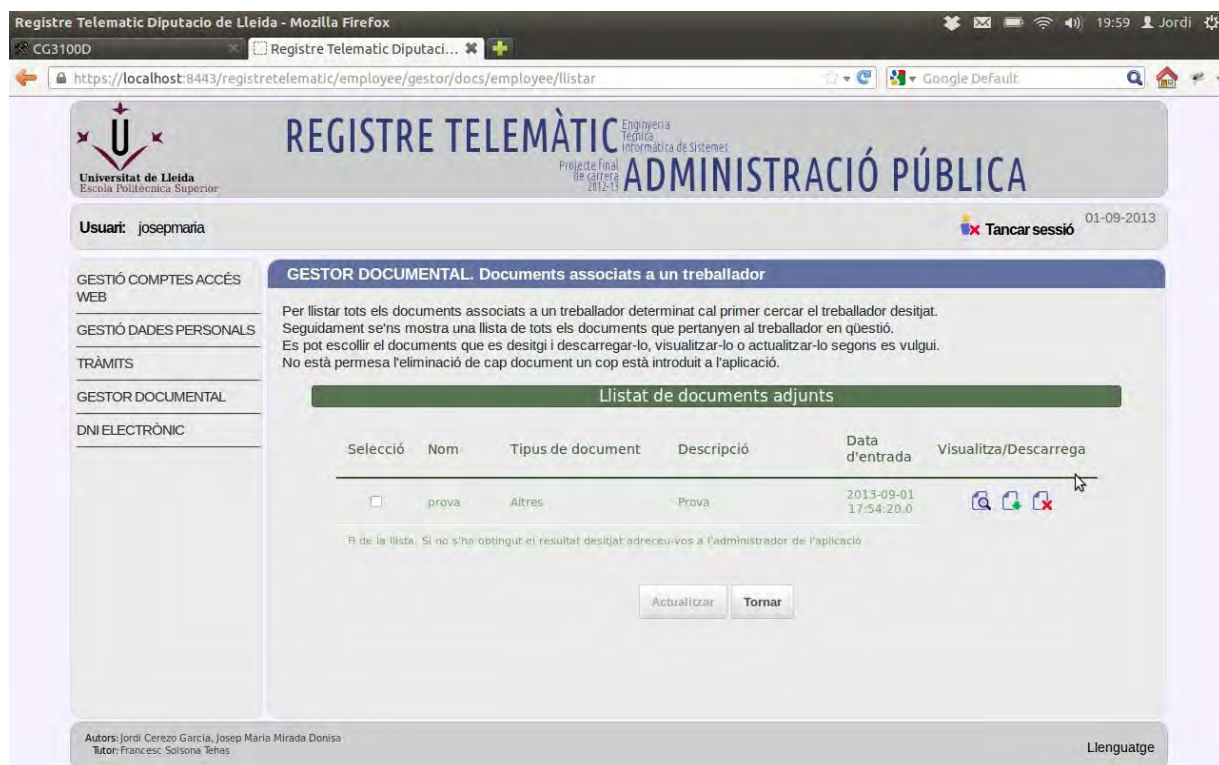 Registre Telematic Diputacio de Lleida - Mozilla Firefox
19:59 Jordi
CG3100D
Registre Telematic Diputaci...
https://localhost:8443/registretelematic/employee/gestor/docs/employee/llistar
Google Default
Universitat de Lleida
Escola Politècnica Superior
REGISTRE TELEMÀTIC
Enginyeria
Tècnica
Informàtica de Sistemes
Projecte final
de carrera
2012-13
ADMINISTRACIÓ PÚBLICA
Usuari: josepmaria
Tancar sessió
01-09-2013
GESTIÓ COMPTES ACCÉS
WEB
GESTIÓ DADES PERSONALS
TRÀMITS
GESTOR DOCUMENTAL
DNI ELECTRÒNIC
GESTOR DOCUMENTAL. Documents associats a un treballador
Per llistar tots els documents associats a un treballador determinat cal primer cercar el treballador desitjat.
Seguidament se'ns mostra una llista de tots els documents que pertanyen al treballador en qüestió.
Es pot escollir el documents que es desitgi i descarregar-lo, visualitzar-lo o actualitzar-lo segons es vulgui.
No està permesa l'eliminació de cap document un cop està introduit a l'aplicació.
Llistat de documents adjunts
Selecció Nom Tipus de document Descripció Data d'entrada Visualitza/Descarrega
prova Altres Prova 2013-09-01 17:54:20.0
Fi de la llista. Si no s'ha obtingut el resultat desitjat adreceu-vos a l'administrador de l'aplicació
Actualitzar Tornar
Autors: Jordi Cerezo Garcia, Josep Maria Mirada Donisa
Tutor: Francesc Solsona Tehas
Llenguatge